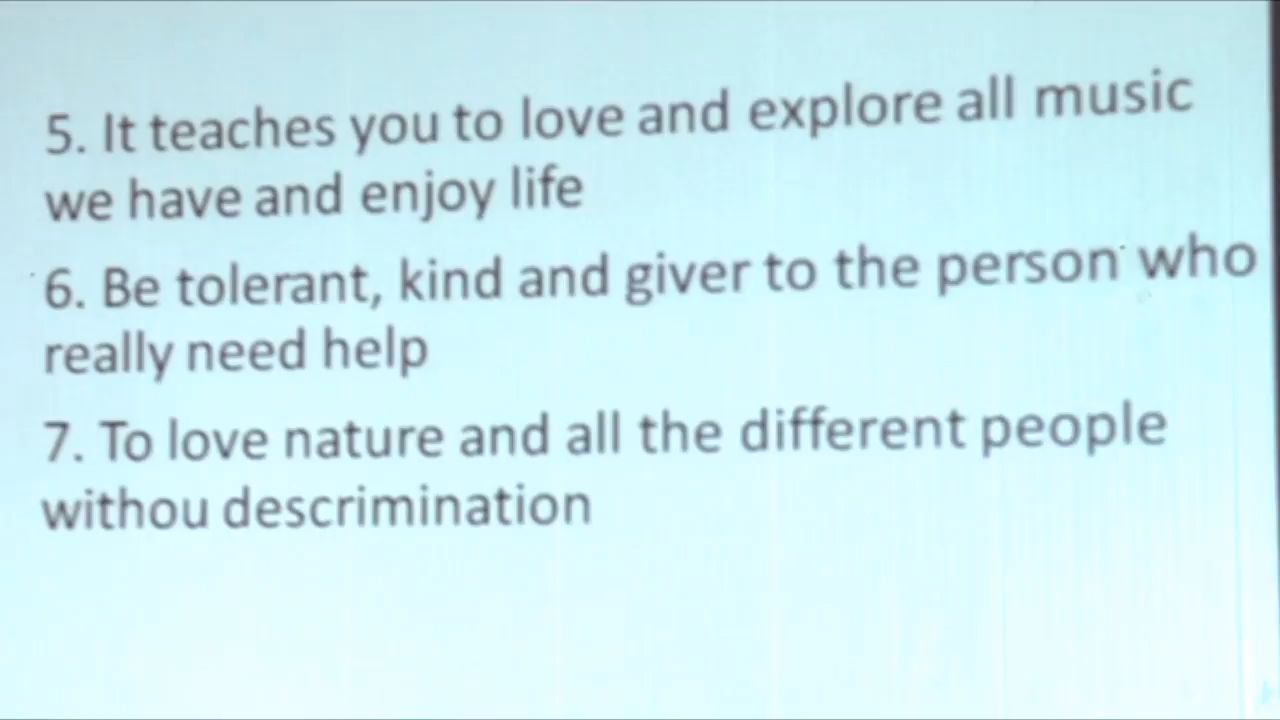 5. It teaches you to love and explore all music
we have and enjoy life
6. Be tolerant, kind and giver to the person who
really need help
7. To love nature and all the different people
withou descrimination